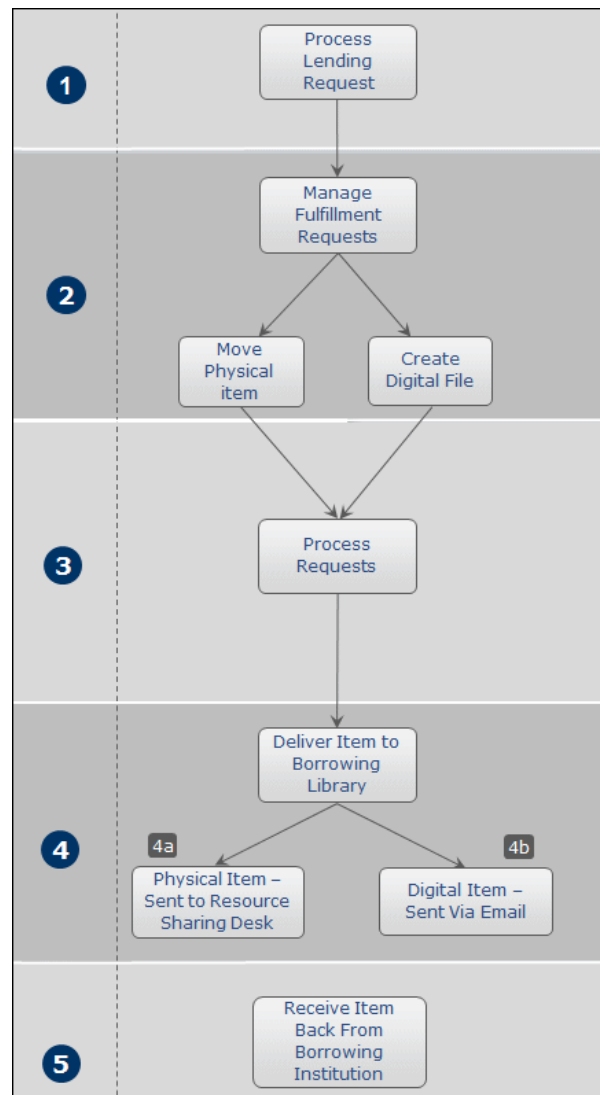 1
Process
Lending
Request
2
Manage
Fulfillment
Requests
Move
Physical
item
Create
Digital File
3
Process
Requests
4
Deliver Item to
Borrowing
Library
4a
Physical Item –
Sent to Resource
Sharing Desk
4b
Digital Item –
Sent Via Email
5
Receive Item
Back From
Borrowing
Institution